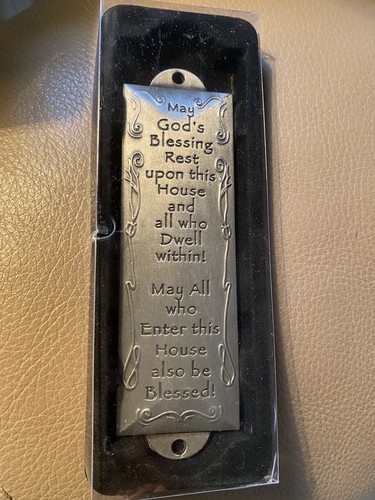 May
God's
Blessing
Rest
upon this
House
and
all who
Dwell
within!
May All
who
Enter this
House
also be
Blessed!